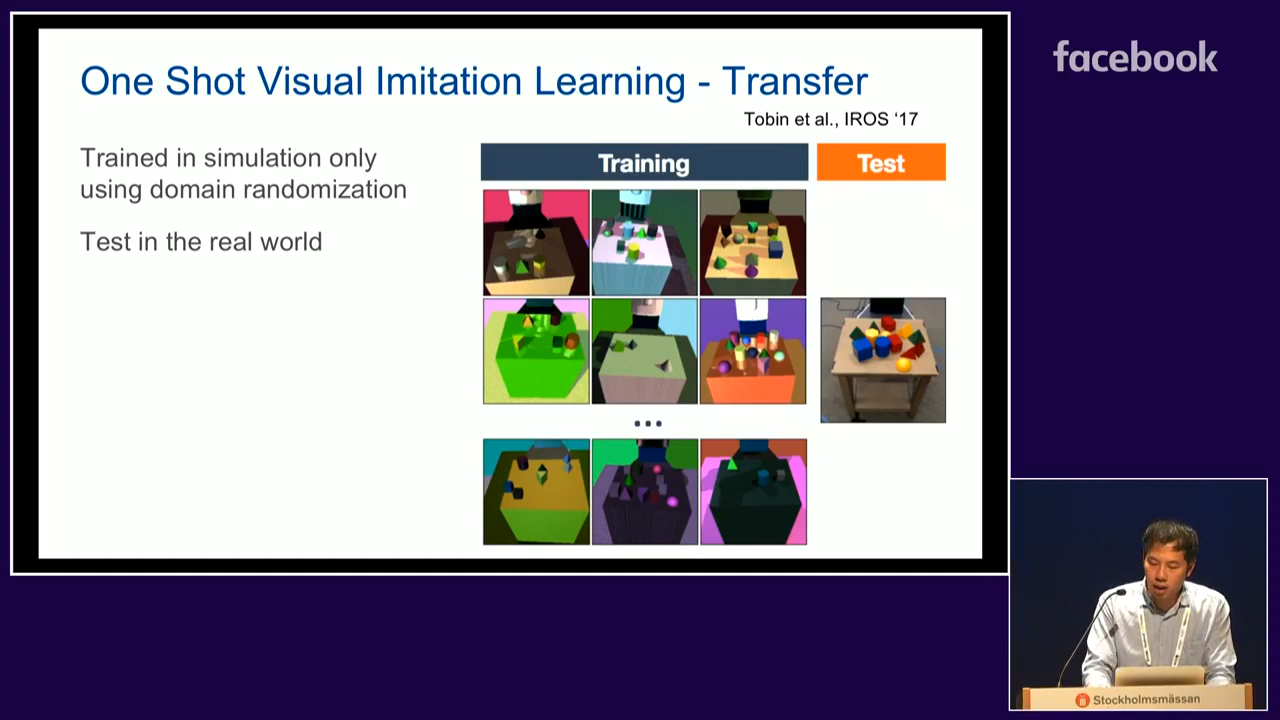 facebook
One Shot Visual Imitation Learning - Transfer
Tobin et al., IROS ‘17
Trained in simulation only
using domain randomization
Test in the real world
Training
Test
...
Stockholmsmässan